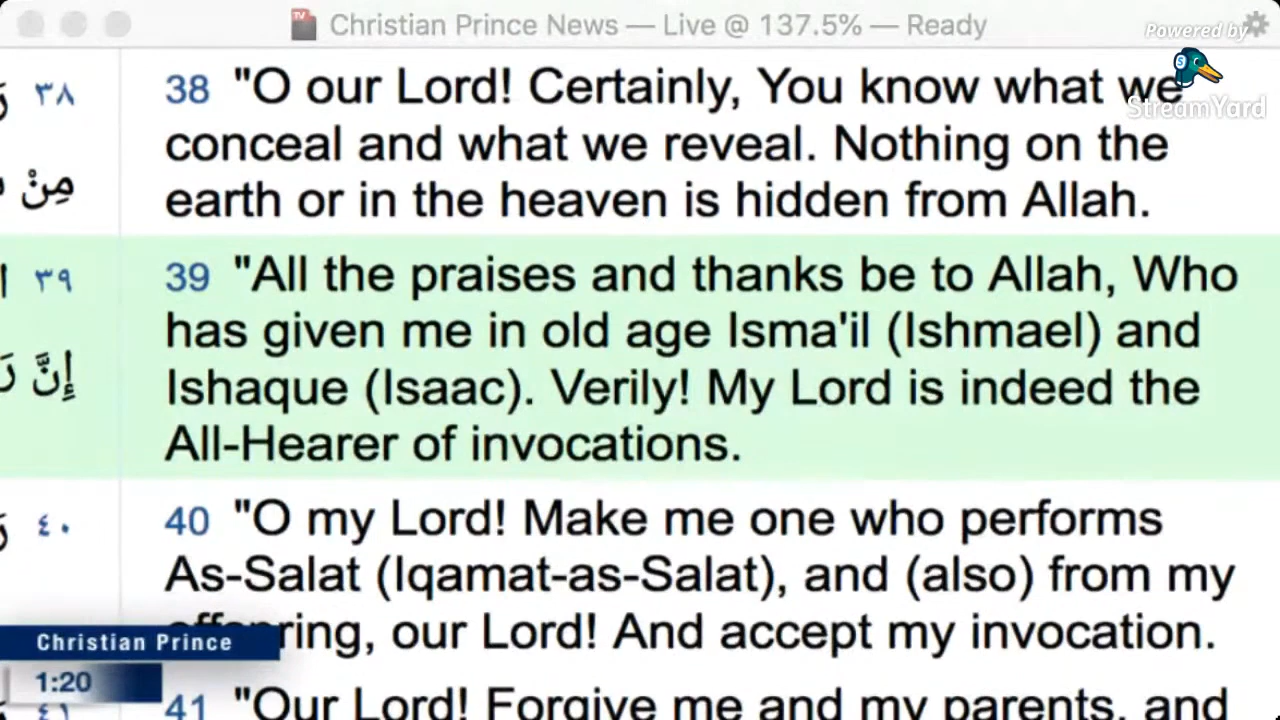 Christian Prince News — Live @ 137.5% — Ready
Powered by
StreamYard
٣٨
38 "O our Lord! Certainly, You know what we
conceal and what we reveal. Nothing on the
مِنْ
earth or in the heaven is hidden from Allah.
٣٩
39 "All the praises and thanks be to Allah, Who
has given me in old age Isma'il (Ishmael) and
إِنَّ
Ishaque (Isaac). Verily! My Lord is indeed the
All-Hearer of invocations.
٤٠
40 "O my Lord! Make me one who performs
As-Salat (Iqamat-as-Salat), and (also) from my
offspring, our Lord! And accept my invocation.
Christian Prince
1:20
٤١
41 "Our Lord! Forgive me and my parents, and